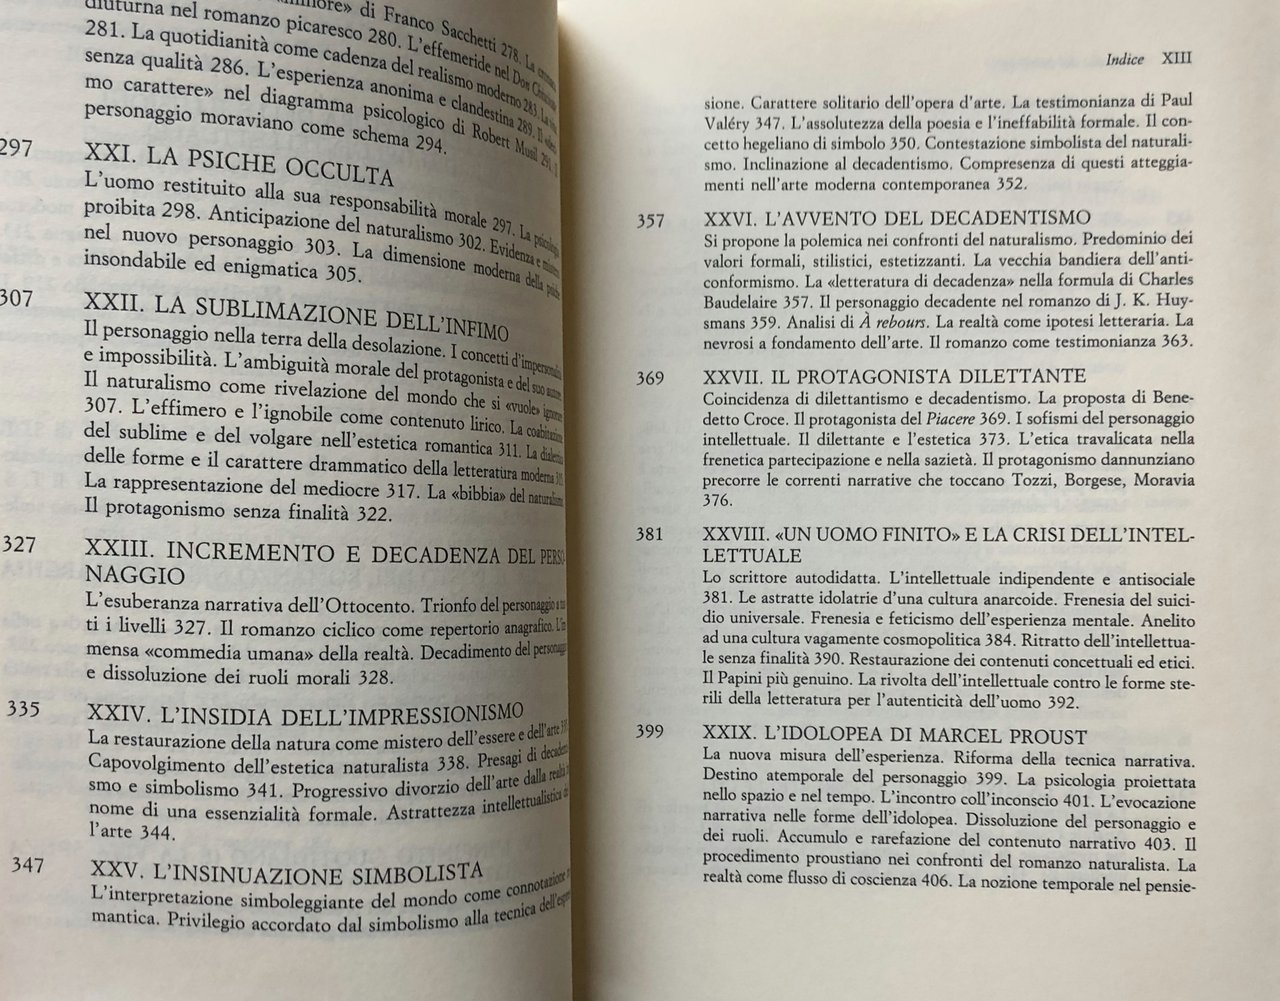 diuturna nel romanzo picaresco 280. L'effemeride nel Don
281. La quotidianità come cadenza del realismo moderno 283. La
senza qualità 286. L'esperienza anonima e clandestina 289. Il
mo carattere» nel diagramma psicologico di Robert Musil 291. Il
personaggio moraviano come schema 294.
297 XXI. LA PSICHE OCCULTA
L'uomo restituito alla sua responsabilità morale 297. La psicologia
proibita 298. Anticipazione del naturalismo 302. Evidenza e mistero
nel nuovo personaggio 303. La dimensione moderna della psiche
insondabile ed enigmatica 305.
307 XXII. LA SUBLIMAZIONE DELL'INFIMO
Il personaggio nella terra della desolazione. I concetti d'impersonalità
e impossibilità. L'ambiguità morale del protagonista e del suo autore.
Il naturalismo come rivelazione del mondo che si «vuole» ignorare
307. L'effimero e l'ignobile come contenuto lirico. La coabitazione
del sublime e del volgare nell'estetica romantica 311. La dialettica
delle forme e il carattere drammatico della letteratura moderna
La rappresentazione del mediocre 317. La «bibbia» del naturalismo
Il protagonismo senza finalità 322.
327 XXIII. INCREMENTO E DECADENZA DEL PERSO-
NAGGIO
L'esuberanza narrativa dell'Ottocento. Trionfo del personaggio a tut-
ti i livelli 327. Il romanzo ciclico come repertorio anagrafico. L'im-
mensa «commedia umana» della realtà. Decadimento del personaggio
e dissoluzione dei ruoli morali 328.
335 XXIV. L'INSIDIA DELL'IMPRESSIONISMO
La restaurazione della natura come mistero dell'essere e dell'arte 335
Capovolgimento dell'estetica naturalista 338. Presagi di decadenti-
smo e simbolismo 341. Progressivo divorzio dell'arte dalla realtà
nome di una essenzialità formale. Astrattezza intellettualistica del-
l'arte 344.
347 XXV. L'INSINUAZIONE SIMBOLISTA
L'interpretazione simboleggiante del mondo come connotazione
mantica. Privilegio accordato dal simbolismo alla tecnica
Indice XIII
sione. Carattere solitario dell'opera d'arte. La testimonianza di Paul
Valéry 347. L'assolutezza della poesia e l'ineffabilità formale. Il con-
cetto hegeliano di simbolo 350. Contestazione simbolista del naturali-
smo. Inclinazione al decadentismo. Compresenza di questi atteggia-
menti nell'arte moderna contemporanea 352.
357 XXVI. L'AVVENTO DEL DECADENTISMO
Si propone la polemica nei confronti del naturalismo. Predominio dei
valori formali, stilistici, estetizzanti. La vecchia bandiera dell'anti-
conformismo. La «letteratura di decadenza» nella formula di Charles
Baudelaire 357. Il personaggio decadente nel romanzo di J. K. Huy-
smans 359. Analisi di À rebours. La realtà come ipotesi letteraria. La
nevrosi a fondamento dell'arte. Il romanzo come testimonianza 363.
369 XXVII. IL PROTAGONISTA DILETTANTE
Coincidenza di dilettantismo e decadentismo. La proposta di Bene-
detto Croce. Il protagonista del Piacere 369. I sofismi del personaggio
intellettuale. Il dilettante e l'estetica 373. L'etica travalicata nella
frenetica partecipazione e nella sazietà. Il protagonismo dannunziano
precorre le correnti narrative che toccano Tozzi, Borgese, Moravia
376.
381 XXVIII. «UN UOMO FINITO» E LA CRISI DELL'INTEL-
LETTUALE
Lo scrittore autodidatta. L'intellettuale indipendente e antisociale
381. Le astratte idolatrie d'una cultura anarcoide. Frenesia del suici-
dio universale. Frenesia e feticismo dell'esperienza mentale. Anelito
ad una cultura vagamente cosmopolitica 384. Ritratto dell'intellettua-
le senza finalità 390. Restaurazione dei contenuti concettuali ed etici.
Il Papini più genuino. La rivolta dell'intellettuale contro le forme ste-
rili della letteratura per l'autenticità dell'uomo 392.
399 XXIX. L'IDOLOPEA DI MARCEL PROUST
La nuova misura dell'esperienza. Riforma della tecnica narrativa.
Destino atemporale del personaggio 399. La psicologia proiettata
nello spazio e nel tempo. L'incontro coll'inconscio 401. L'evocazione
narrativa nelle forme dell'idolopea. Dissoluzione del personaggio e
dei ruoli. Accumulo e rarefazione del contenuto narrativo 403. Il
procedimento proustiano nei confronti del romanzo naturalista. La
realtà come flusso di coscienza 406. La nozione temporale nel pensie-